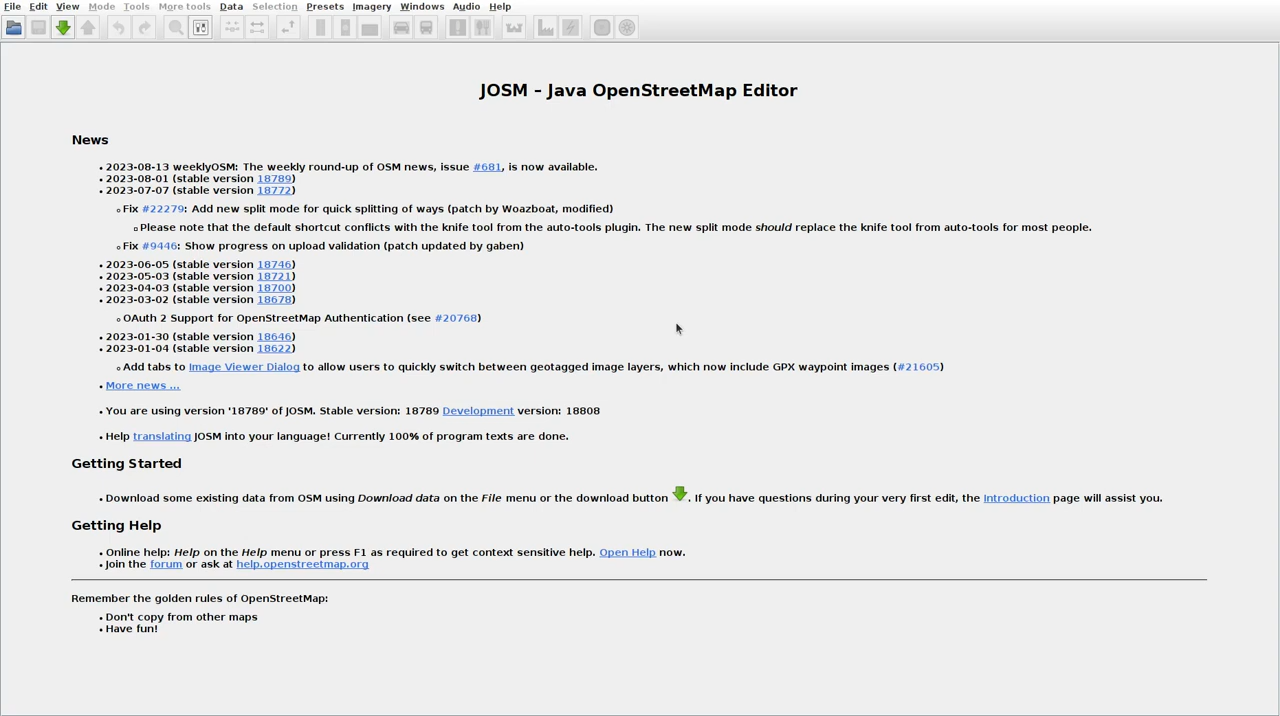 File Edit View Mode Tools More tools Data Selection Presets Imagery Windows Audio Help
JOSM – Java OpenStreetMap Editor
News
2023-08-13 weeklyOSM: The weekly round-up of OSM news, issue #681, is now available.
2023-08-01 (stable version 18789)
2023-07-07 (stable version 18772)
Fix #22279: Add new split mode for quick splitting of ways (patch by Woazboat, modified)
Please note that the default shortcut conflicts with the knife tool from the auto-tools plugin. The new split mode should replace the knife tool from auto-tools for most people.
Fix #9446: Show progress on upload validation (patch updated by gaben)
2023-06-05 (stable version 18746)
2023-05-03 (stable version 18721)
2023-04-03 (stable version 18700)
2023-03-02 (stable version 18678)
OAuth 2 Support for OpenStreetMap Authentication (see #20768)
2023-01-30 (stable version 18646)
2023-01-04 (stable version 18622)
Add tabs to Image Viewer Dialog to allow users to quickly switch between geotagged image layers, which now include GPX waypoint images (#21605)
More news ...
You are using version '18789' of JOSM. Stable version: 18789 Development version: 18808
Help translating JOSM into your language! Currently 100% of program texts are done.
Getting Started
Download some existing data from OSM using Download data on the File menu or the download button . If you have questions during your very first edit, the Introduction page will assist you.
Getting Help
Online help: Help on the Help menu or press F1 as required to get context sensitive help. Open Help now.
Join the forum or ask at help.openstreetmap.org
Remember the golden rules of OpenStreetMap:
Don't copy from other maps
Have fun!